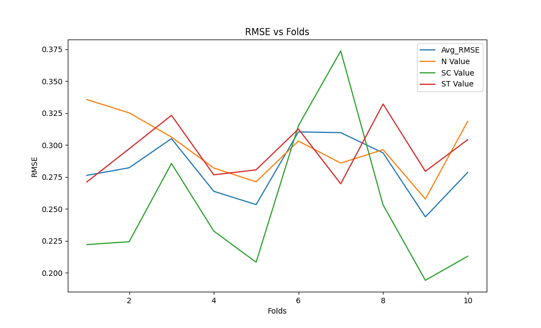 RMSE vs Folds
Avg_RMSE
N Value
SC Value
ST Value
0.375
0.350
0.325
0.300
0.275
0.250
0.225
0.200
RMSE
2
4
6
8
10
Folds